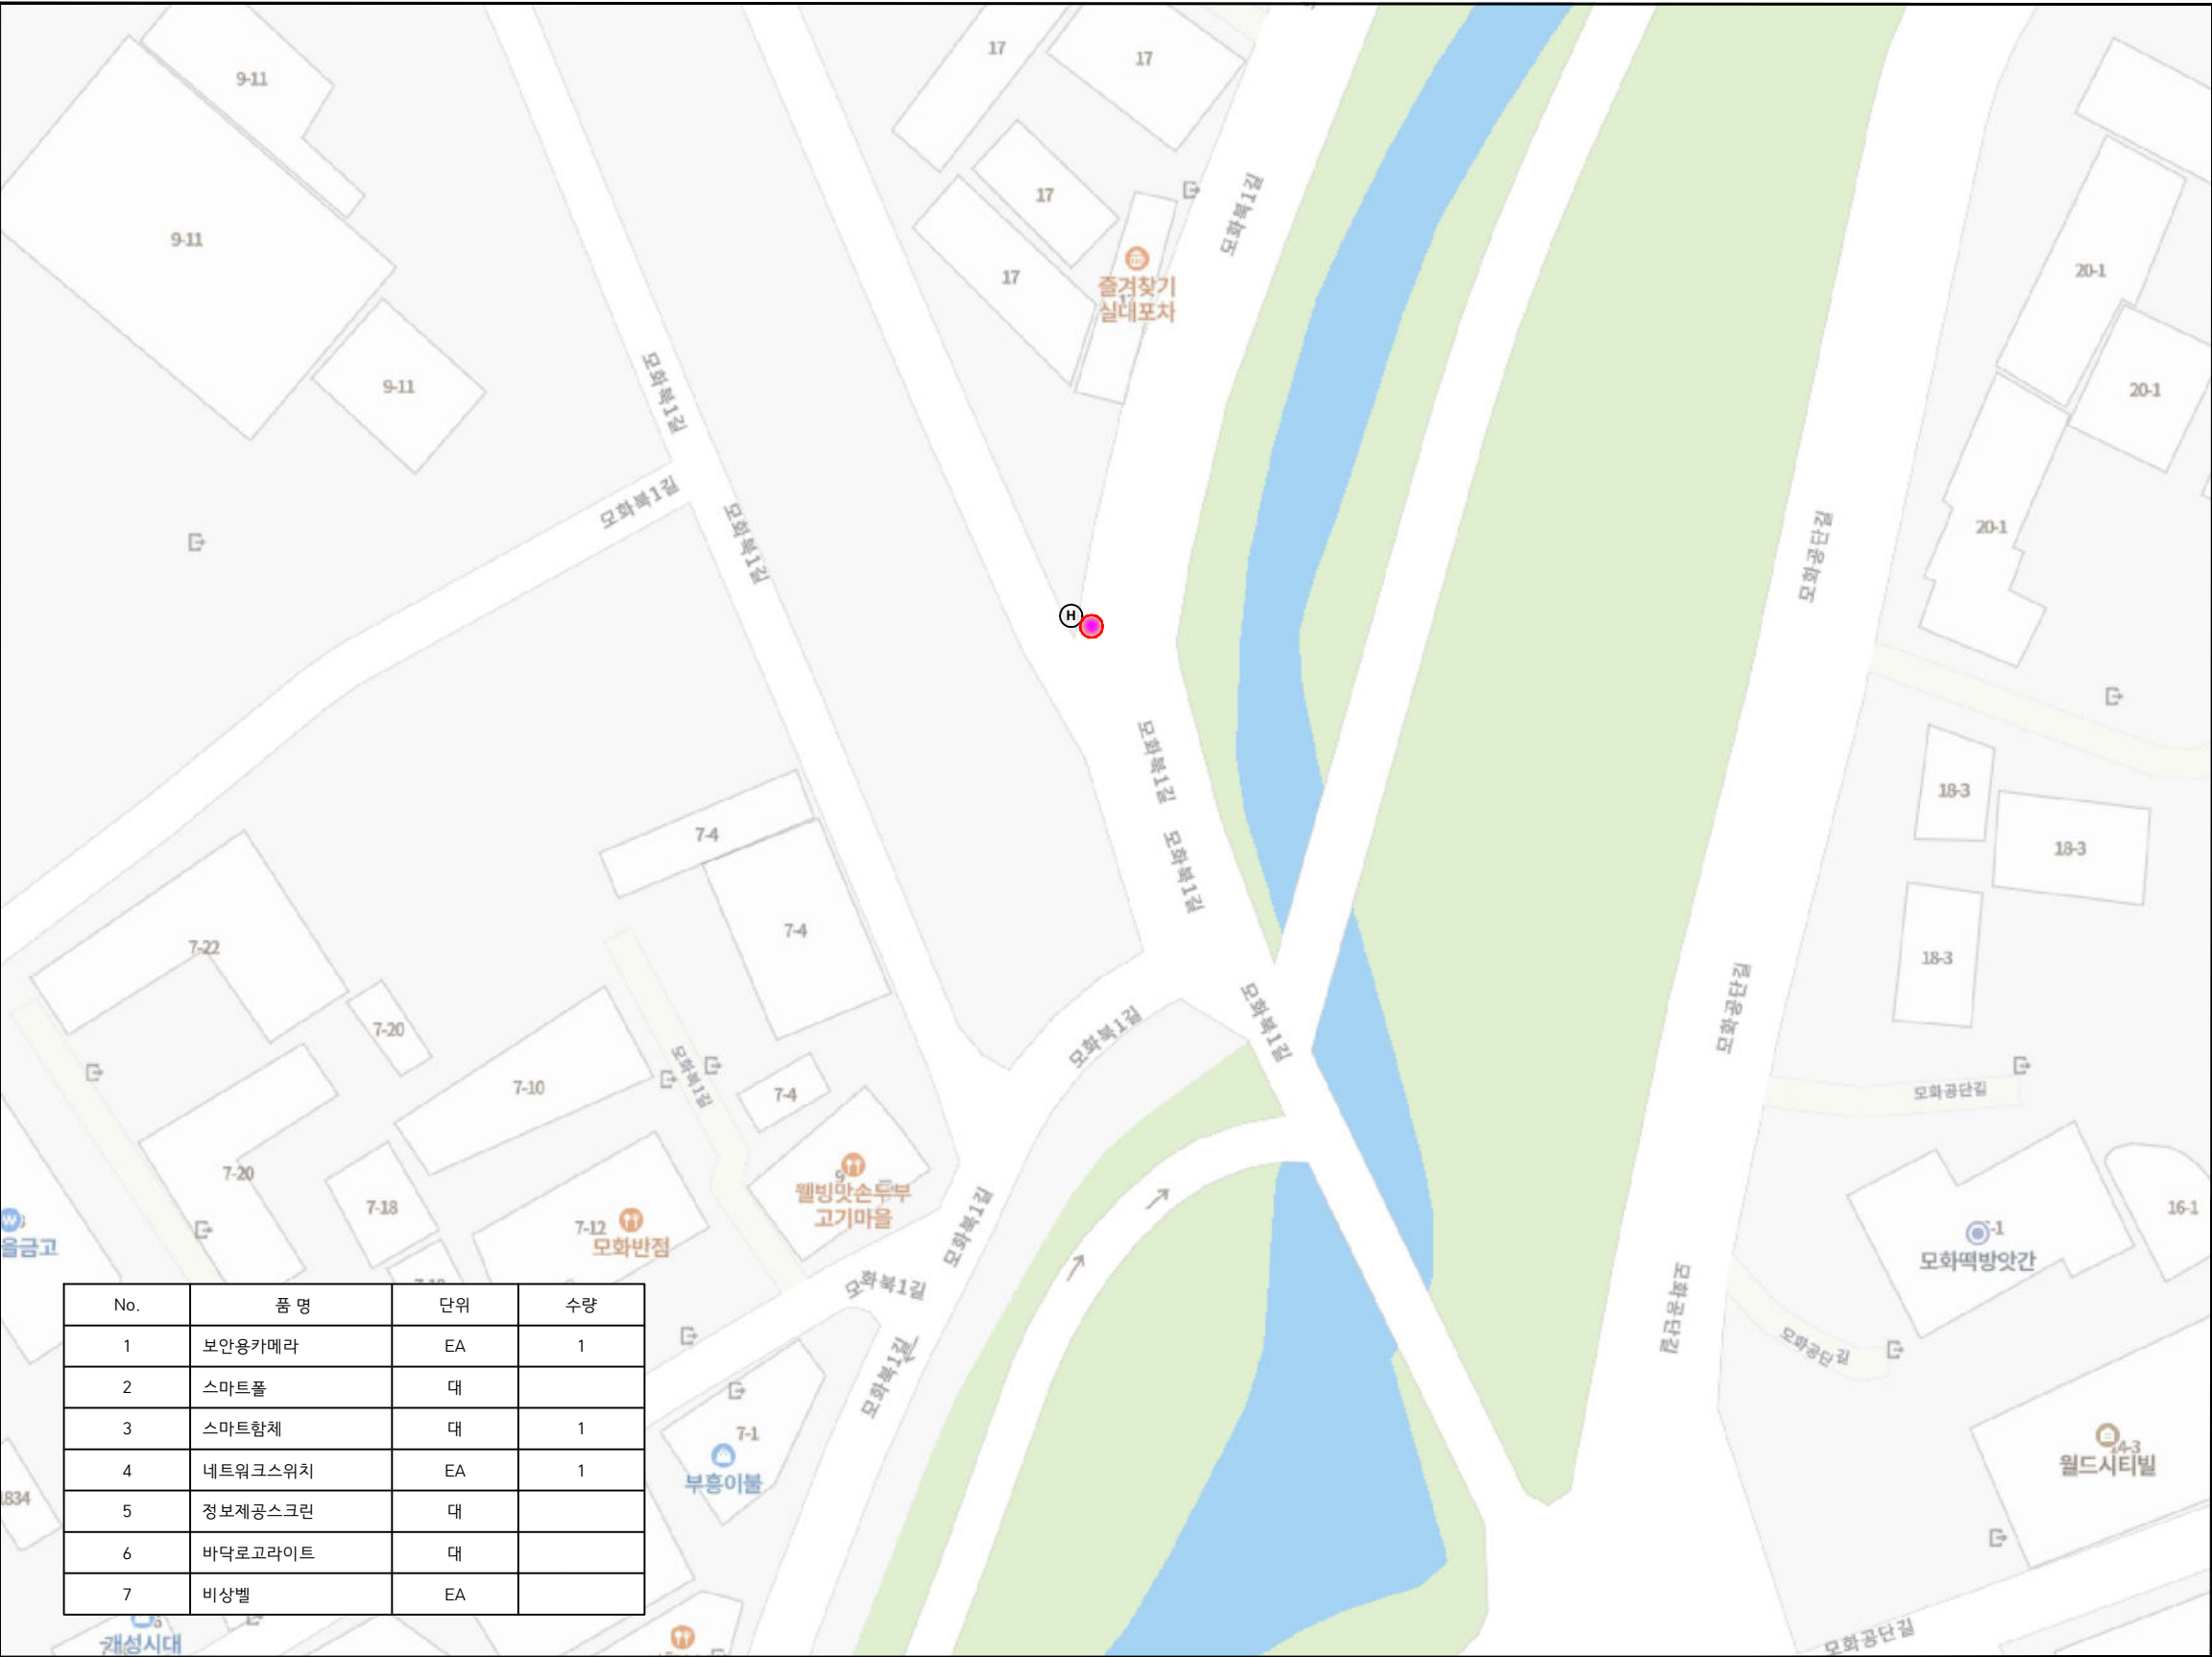 17
17
9-11
모화북1길
17
17
9-11
즐겨찾기
실대포차
20-1
모화북1길
9-11
20-1
모화북1길
모화북1길
모화공단길
20-1
H
모화북1길
18-3
7-4
모화북1길
18-3
7-4
7-22
18-3
모화공단길
7-20
모화북1길
모화북1길
모화북1길
7-10
7-4
모화공단길
7-20
웰빙맛손두부
고기마을
7-18
7-12
모화반점
모화북1길
16-1
모화떡방앗간
을금고
모화북1길
모화공단길
모화공단길
No. 품 명 단위 수량
1 보안용카메라 EA 1
2 스마트폴 대
3 스마트함체 대 1
4 네트워크스위치 EA 1
5 정보제공스크린 대
6 바닥로고라이트 대
7 비상벨 EA
모화북1길
7-1
부흥이불
14-3
월드시티빌
1834
개성시대
모화공단길